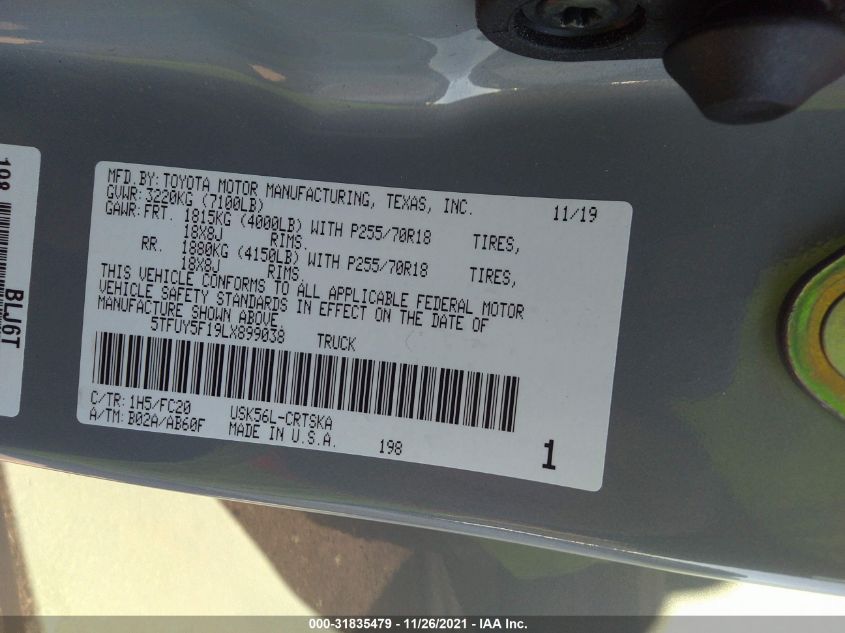 MFD.BY:TOYOTA MOTOR MANUFACTURING, TEXAS, INC. 11/19
GVWR:3220KG (7100LB)
GAWR:FRT. 1815KG (4000LB) WITH P255/70R18 TIRES,
18X8J RIMS.
RR. 1880KG (4150LB) WITH P255/70R18 TIRES,
18X8J RIMS.
THIS VEHICLE CONFORMS TO ALL APPLICABLE FEDERAL MOTOR
VEHICLE SAFETY STANDARDS IN EFFECT ON THE DATE OF
MANUFACTURE SHOWN ABOVE.
5TFUY5F19LX899038 TRUCK
C/TR:1H5/FC20 USK56L-CRTSKA
A/TM:B02A/AB60F MADE IN U.S.A. 198 1
198
BLJ6T
000-31835479 - 11/26/2021 - IAA Inc.